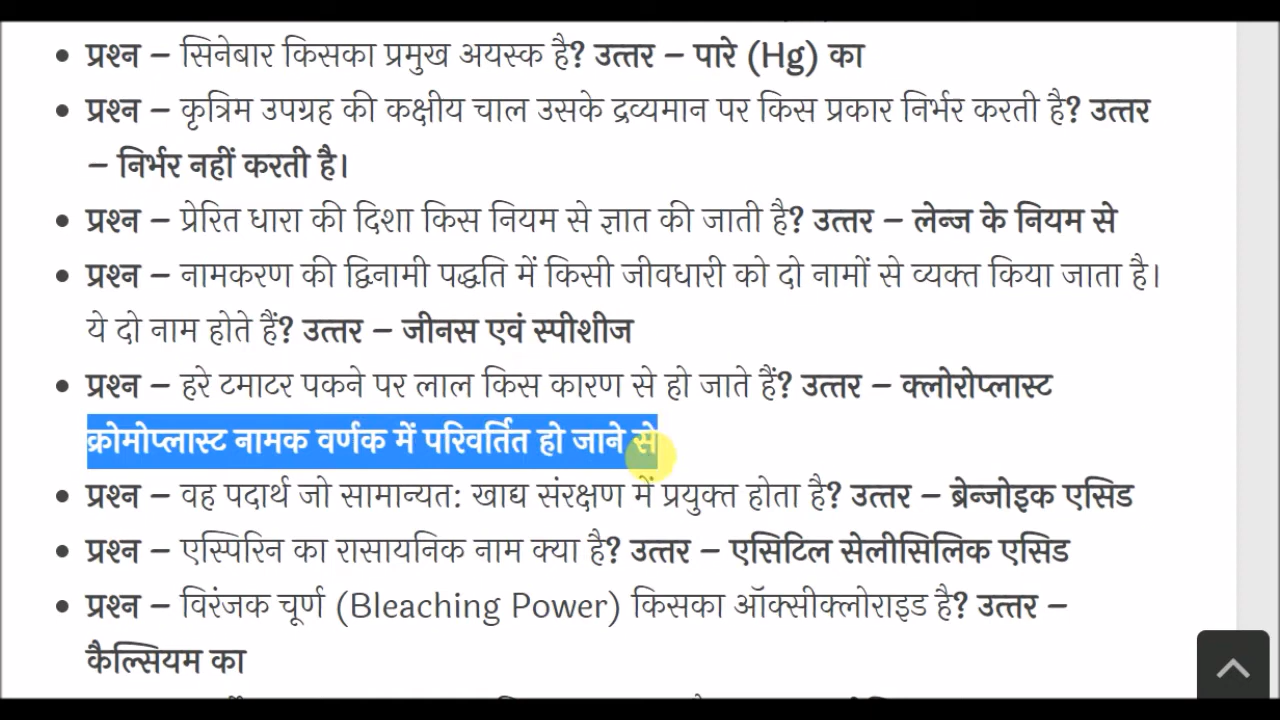 प्रश्न – सिनेबार किसका प्रमुख अयस्क है? उत्तर – पारे (Hg) का
प्रश्न – कृत्रिम उपग्रह की कक्षीय चाल उसके द्रव्यमान पर किस प्रकार निर्भर करती है? उत्तर
– निर्भर नहीं करती है।
प्रश्न – प्रेरित धारा की दिशा किस नियम से ज्ञात की जाती है? उत्तर – लेन्ज के नियम से
प्रश्न – नामकरण की द्विनामी पद्धति में किसी जीवधारी को दो नामों से व्यक्त किया जाता है।
ये दो नाम होते हैं? उत्तर – जीनस एवं स्पीशीज
प्रश्न – हरे टमाटर पकने पर लाल किस कारण से हो जाते हैं? उत्तर – क्लोरोप्लास्ट
क्रोमोप्लास्ट नामक वर्णक में परिवर्तित हो जाने से
प्रश्न – वह पदार्थ जो सामान्यत: खाद्य संरक्षण में प्रयुक्त होता है? उत्तर – ब्रेन्जोइक एसिड
प्रश्न – एस्पिरिन का रासायनिक नाम क्या है? उत्तर – एसिटिल सेलीसिलिक एसिड
प्रश्न – विरंजक चूर्ण (Bleaching Power) किसका ऑक्सीक्लोराइड है? उत्तर –
कैल्सियम का